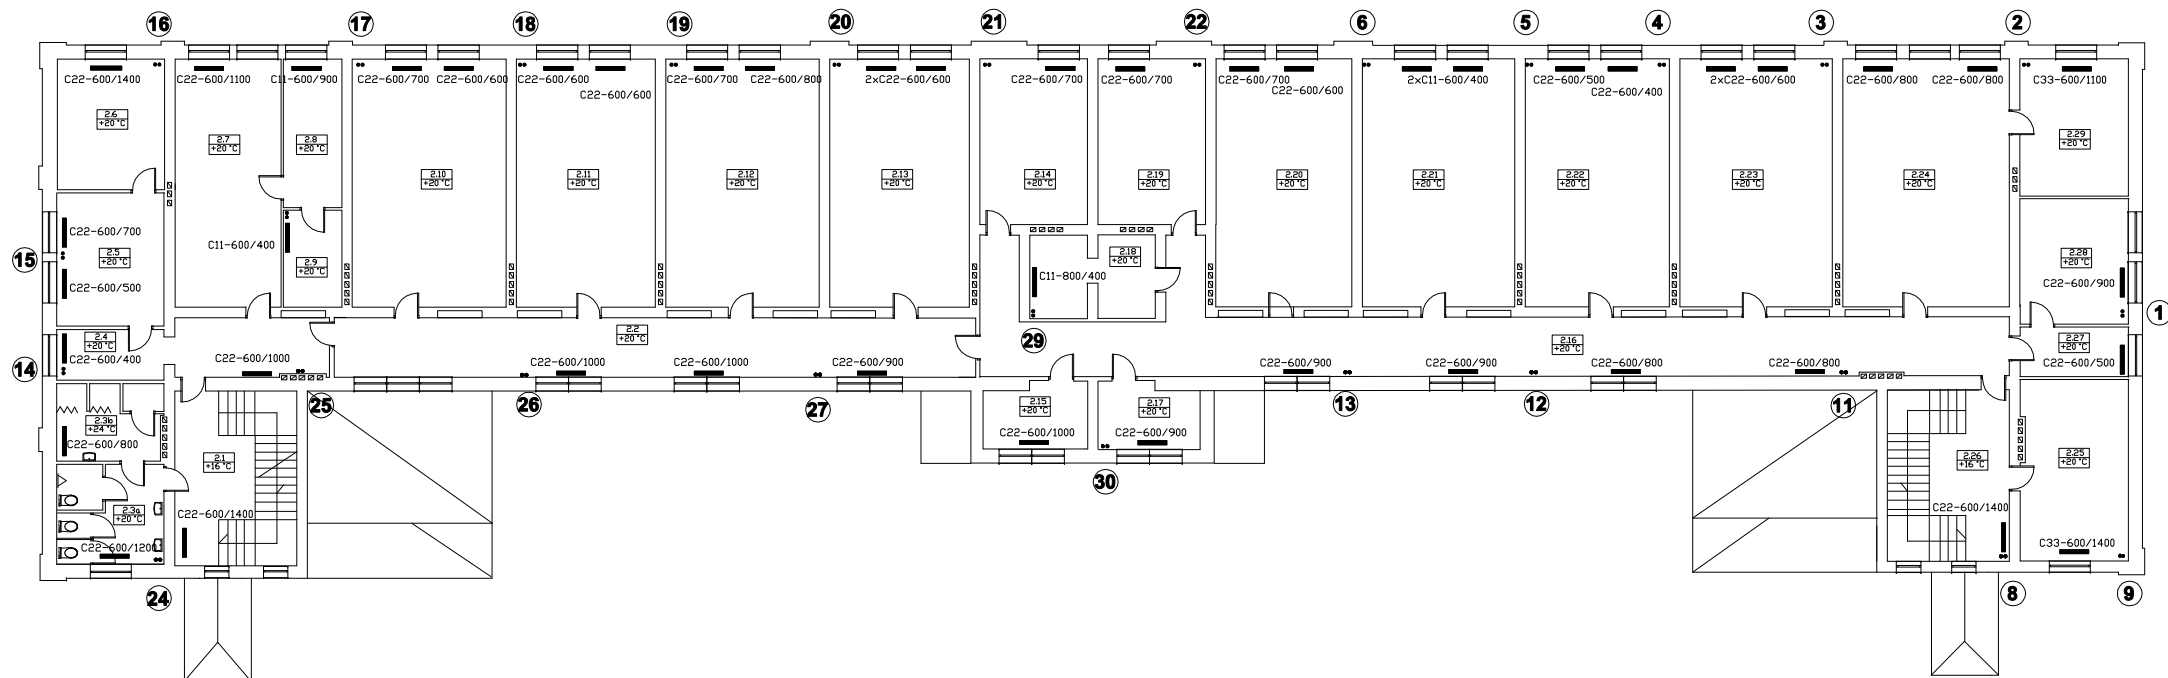 16 17 18 19 20 21 22 6 5 4 3 2
C22-600/1400 C22-600/1100 C11-600/900 C22-600/700 C22-600/600 C22-600/600 C22-600/700 C22-600/800 2xC22-600/600 C22-600/700 C22-600/700 C22-600/700 2xC11-600/400 C22-600/500 2xC22-600/600 C22-600/800 C22-600/800 C33-600/1100
C22-600/600 C22-600/600 C22-600/400
2.6 2.7 2.8 2.29
+20°C +20°C +20°C +20°C
2.10 2.11 2.12 2.13 2.14 2.19 2.20 2.21 2.22 2.23 2.24
+20°C +20°C +20°C +20°C +20°C +20°C +20°C +20°C +20°C +20°C +20°C
C22-600/700 C11-600/400
15 2.5 2.9 2.18 2.28
+20°C +20°C +20°C +20°C
C22-600/500 C11-800/400 C22-600/900
1
2.4 2.2 29 2.16 2.27
+20°C +20°C +20°C +20°C
14 C22-600/400 C22-600/1000 C22-600/1000 C22-600/1000 C22-600/900 C22-600/900 C22-600/900 C22-600/800 C22-600/800 C22-600/500
25 26 27 2.15 2.17 13 12 11
+20°C +20°C
2.3b
+24°C
C22-600/800 C22-600/1000 C22-600/900
2.1 2.26 2.25
+16°C +16°C +20°C
30
2.3a
+20°C
C22-600/1400 C22-600/1400
C22-600/1200 C33-600/1400
24 8 9